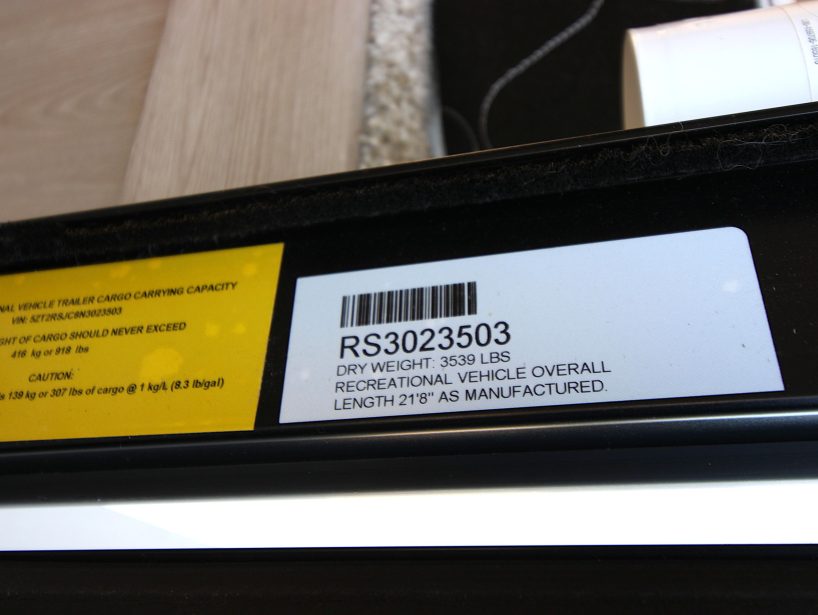 NAL VEHICLE TRAILER CARGO CARRYING CAPACITY
VIN: 5ZT2RSJC8N3023503
GHT OF CARGO SHOULD NEVER EXCEED
416 kg or 918 lbs
CAUTION:
s 139 kg or 307 lbs of cargo @ 1 kg/L (8.3 lb/gal)
RS3023503
DRY WEIGHT: 3539 LBS
RECREATIONAL VEHICLE OVERALL
LENGTH 21'8" AS MANUFACTURED.